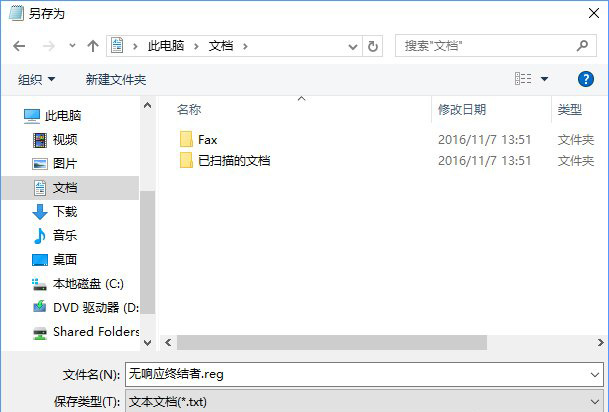 另存为
此电脑 文档 搜索"文档"
组织 新建文件夹 ?
此电脑
视频
图片
文档
下载
音乐
桌面
本地磁盘 (C:)
DVD 驱动器 (D:
Shared Folders
名称 修改日期 类型
Fax 2016/11/7 13:51 文件夹
已扫描的文档 2016/11/7 13:51 文件夹
文件名(N): 无响应终结者.reg
保存类型(T): 文本文档(*.txt)